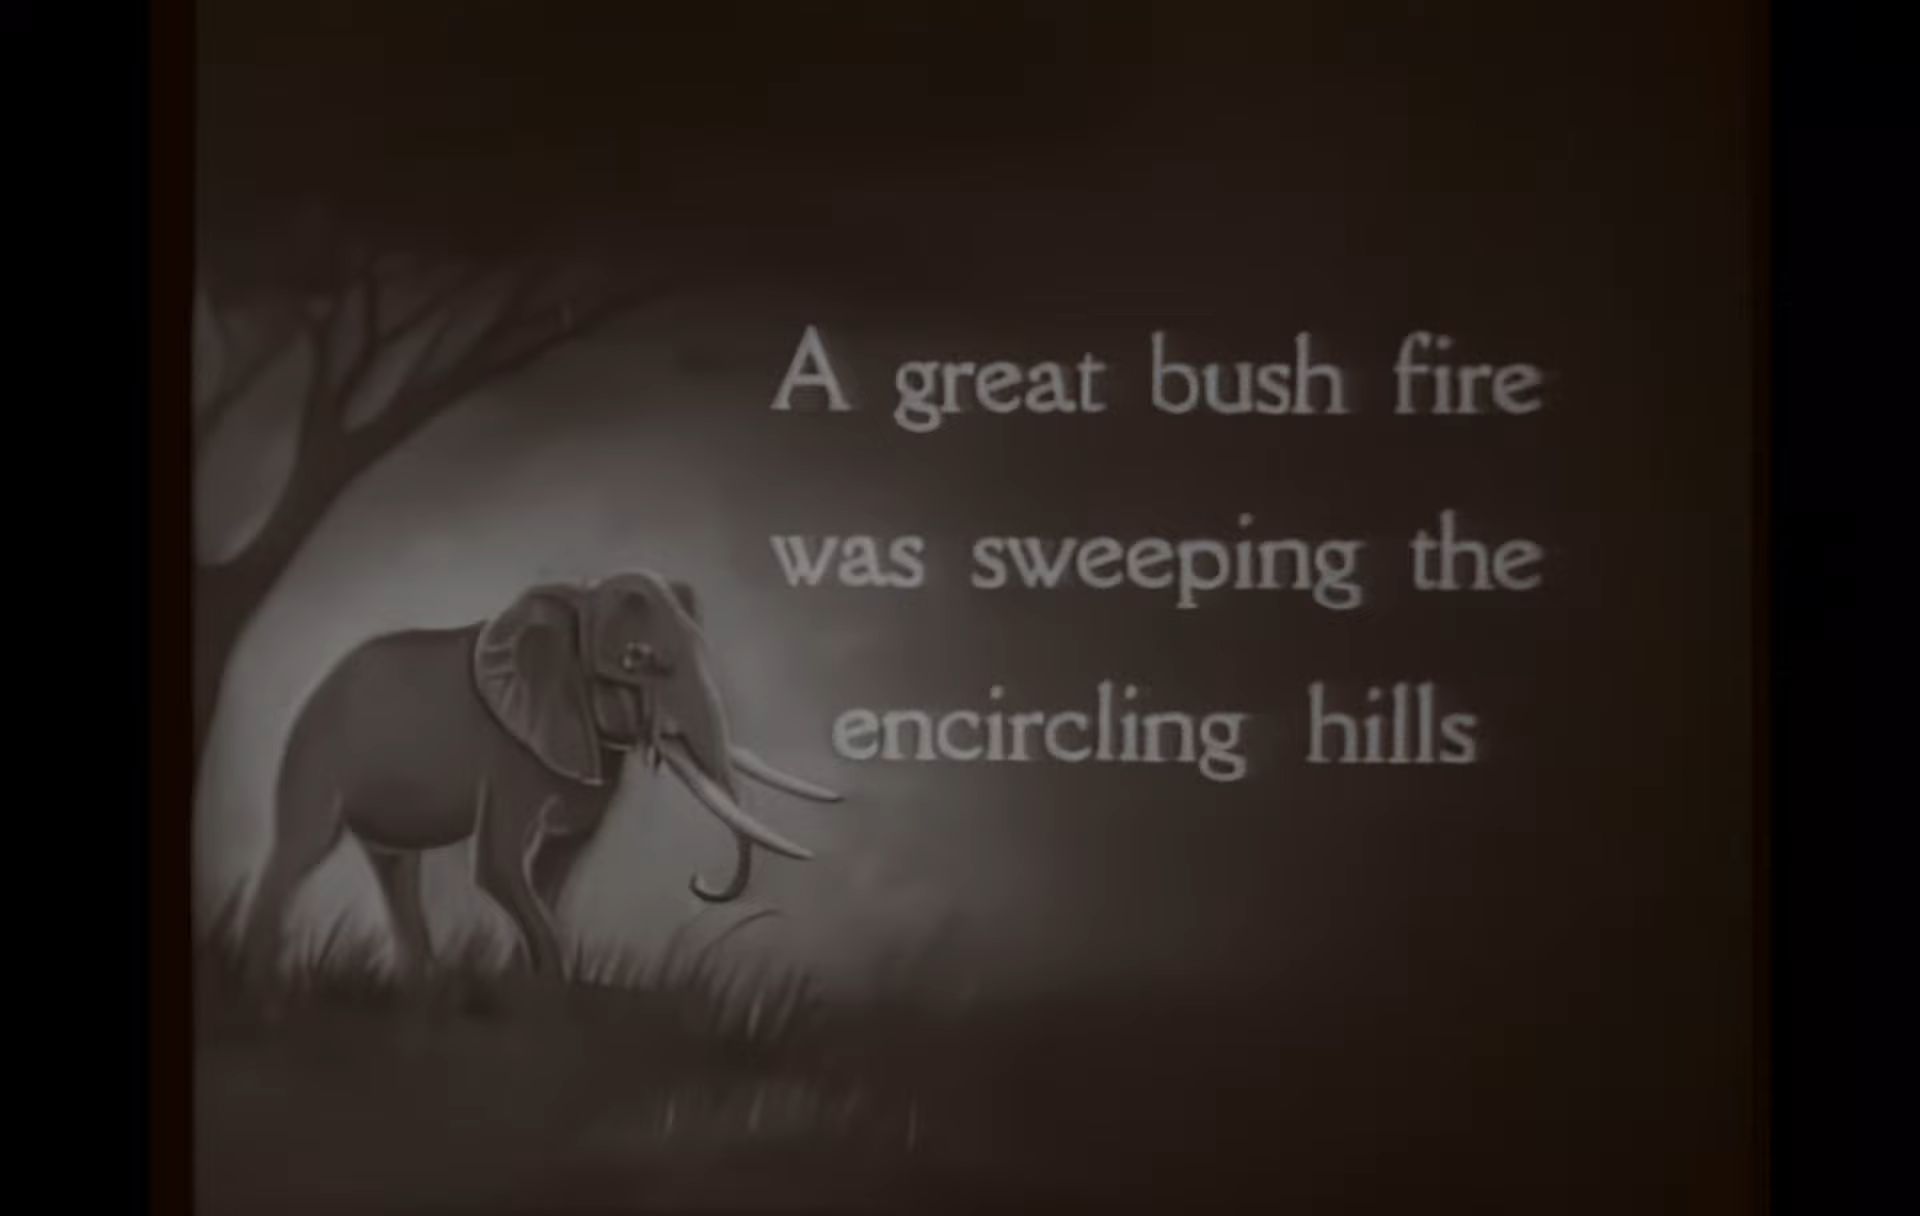 A great bush fire
was sweeping the
encircling hills